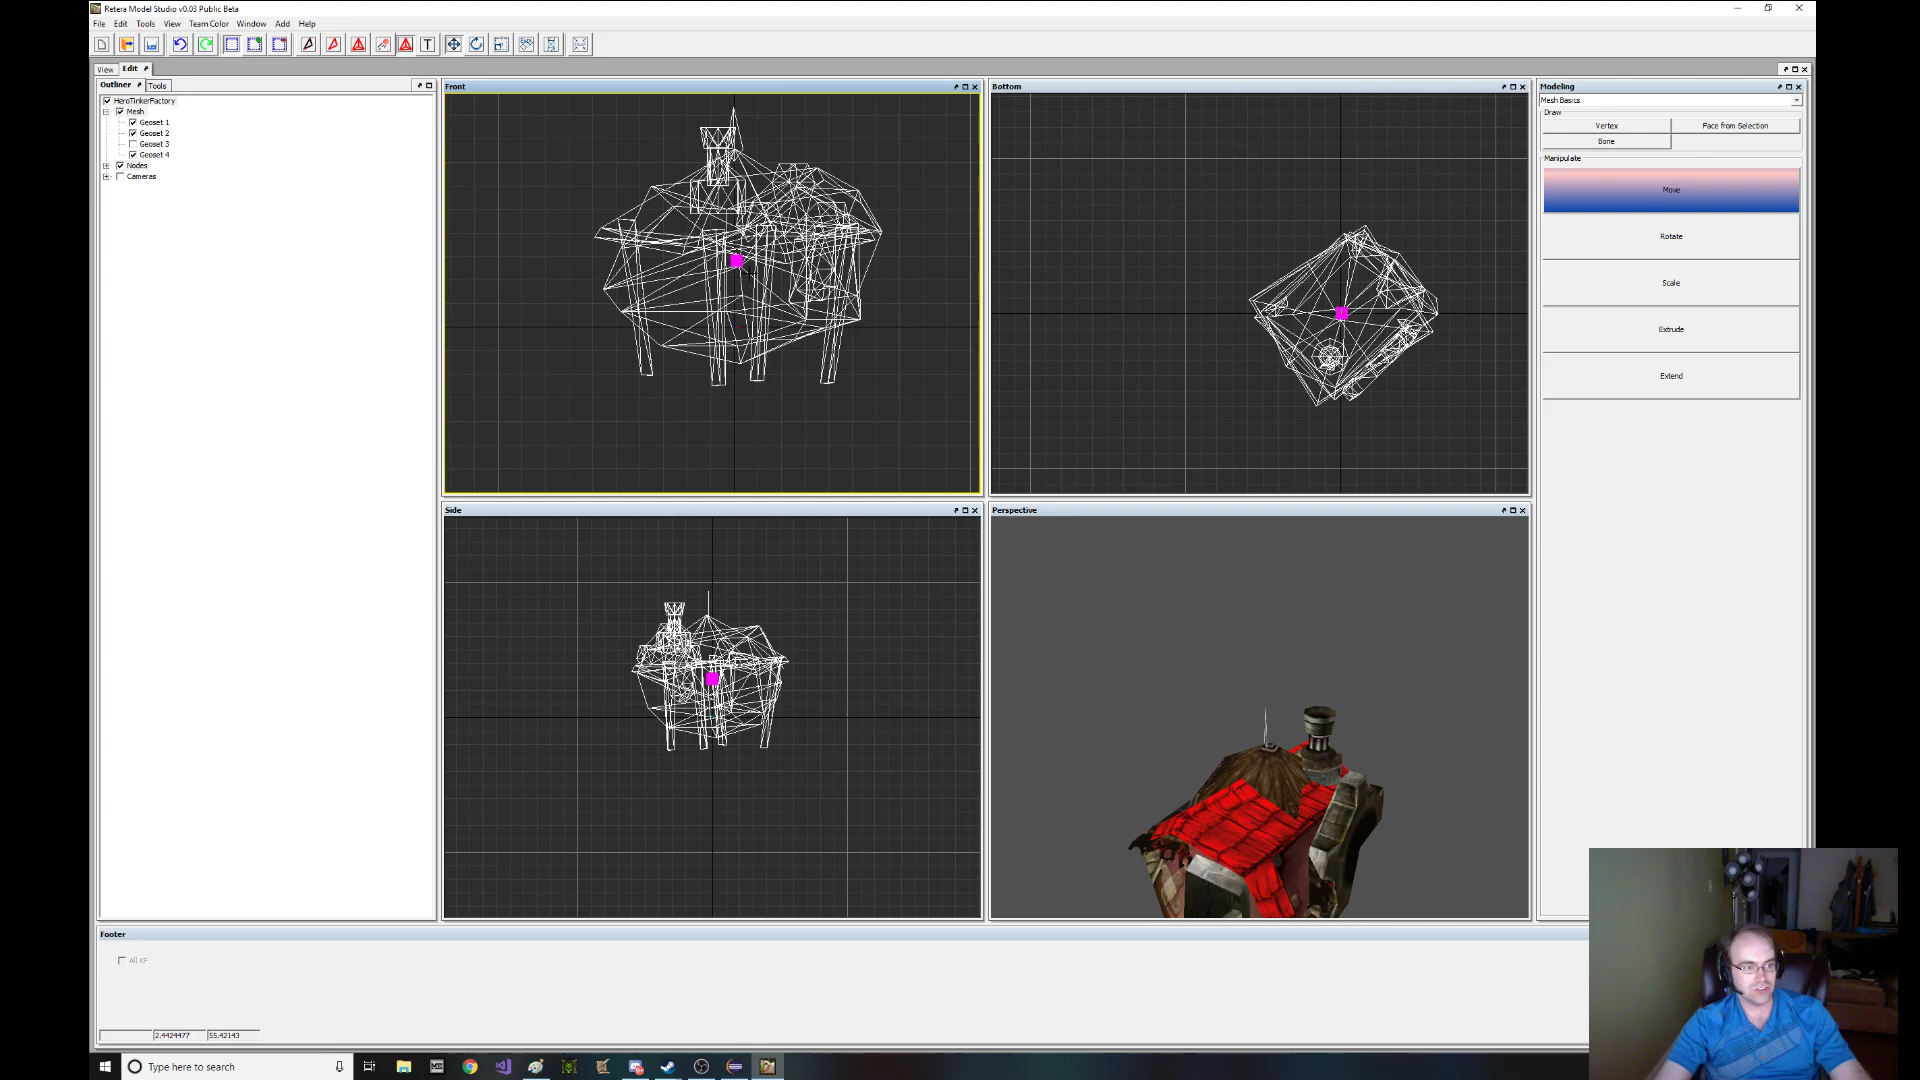 Retera Model Studio v0.03 Public Beta
File Edit Tools View Team Color Window Add Help
T
View Edit
Outliner Tools
HeroTinkerFactory
Mesh
Geoset 1
Geoset 2
Geoset 3
Geoset 4
Nodes
Cameras
Front
Bottom
Side
Perspective
Modeling
Mesh Basics
Draw
Vertex Face from Selection
Bone
Manipulate
Move
Rotate
Scale
Extrude
Extend
Footer
All KF
2.4424477 55.42143
Type here to search